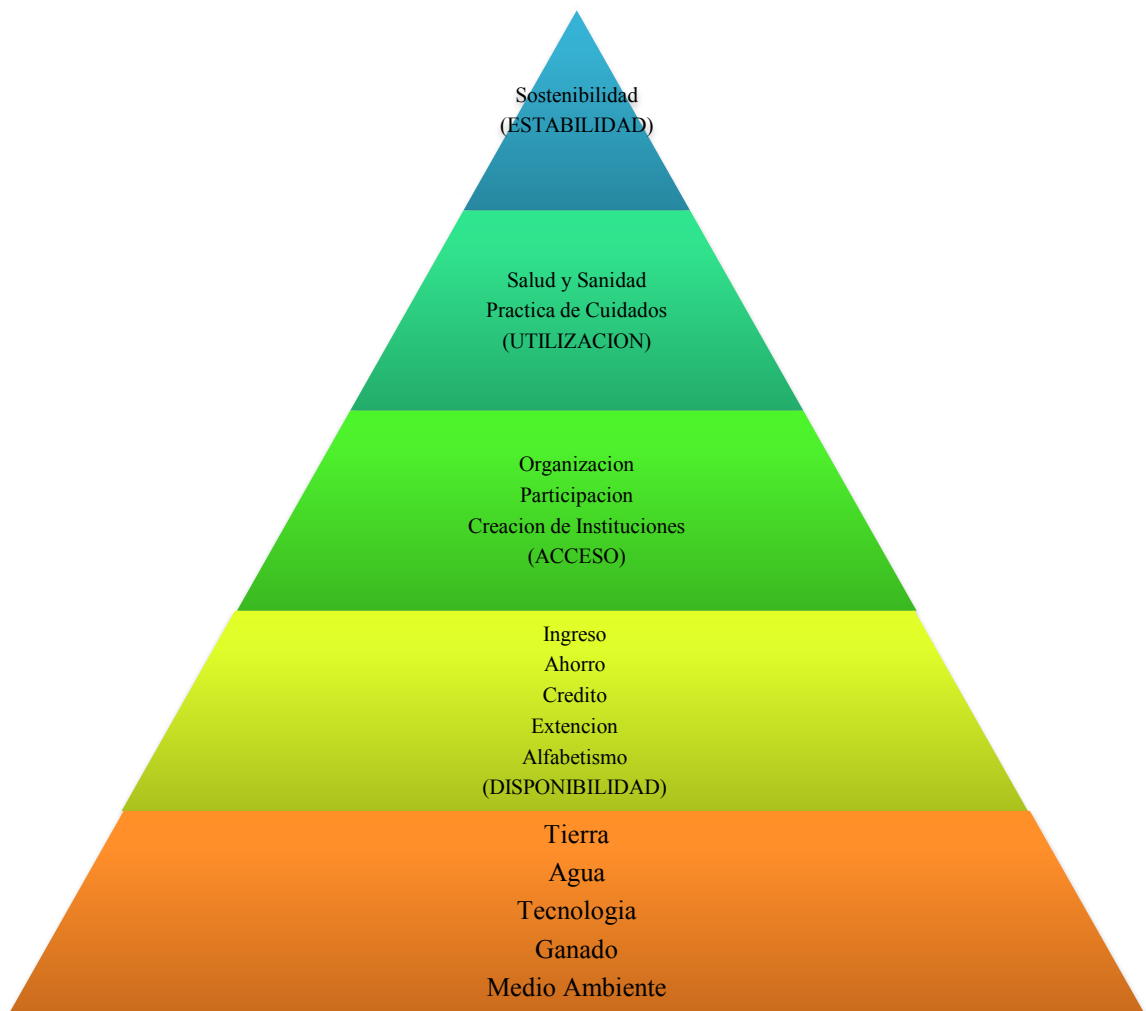 Sostenibilidad
(ESTABILIDAD)
Salud y Sanidad
Practica de Cuidados
(UTILIZACION)
Organizacion
Participacion
Creacion de Instituciones
(ACCESO)
Ingreso
Ahorro
Credito
Extencion
Alfabetismo
(DISPONIBILIDAD)
Tierra
Agua
Tecnologia
Ganado
Medio Ambiente